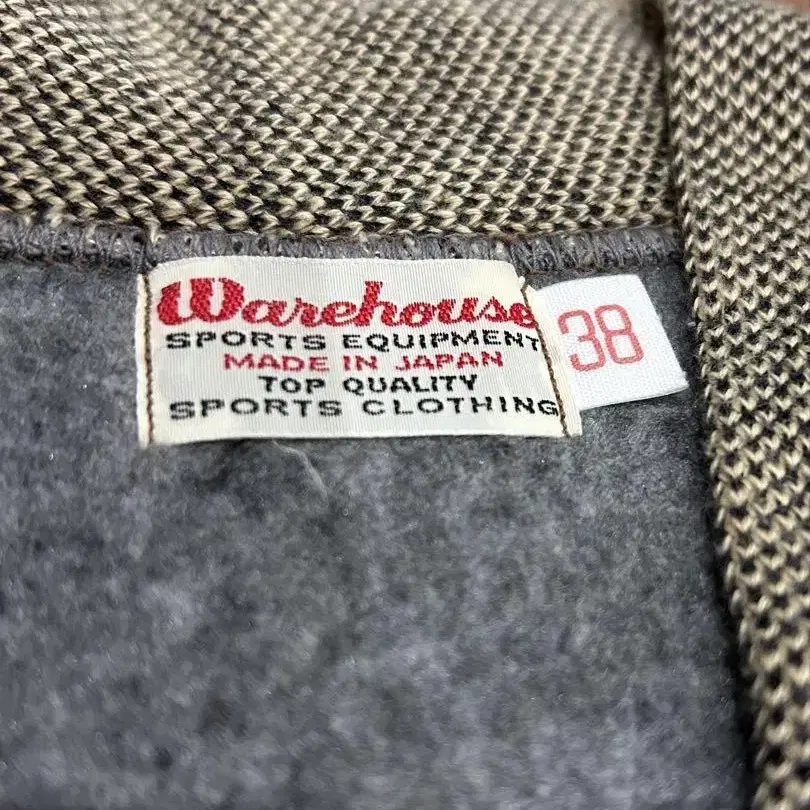 Warehouse
SPORTS EQUIPMENT
MADE IN JAPAN
TOP QUALITY
SPORTS CLOTHING
38